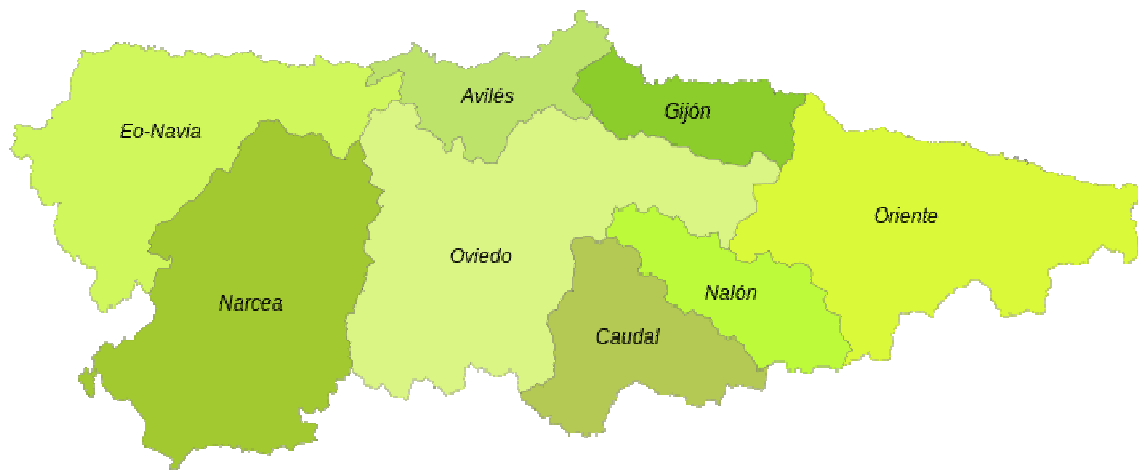 Avilés
Gijón
Eo-Navia
Oriente
Oviedo
Nalón
Narcea
Caudal